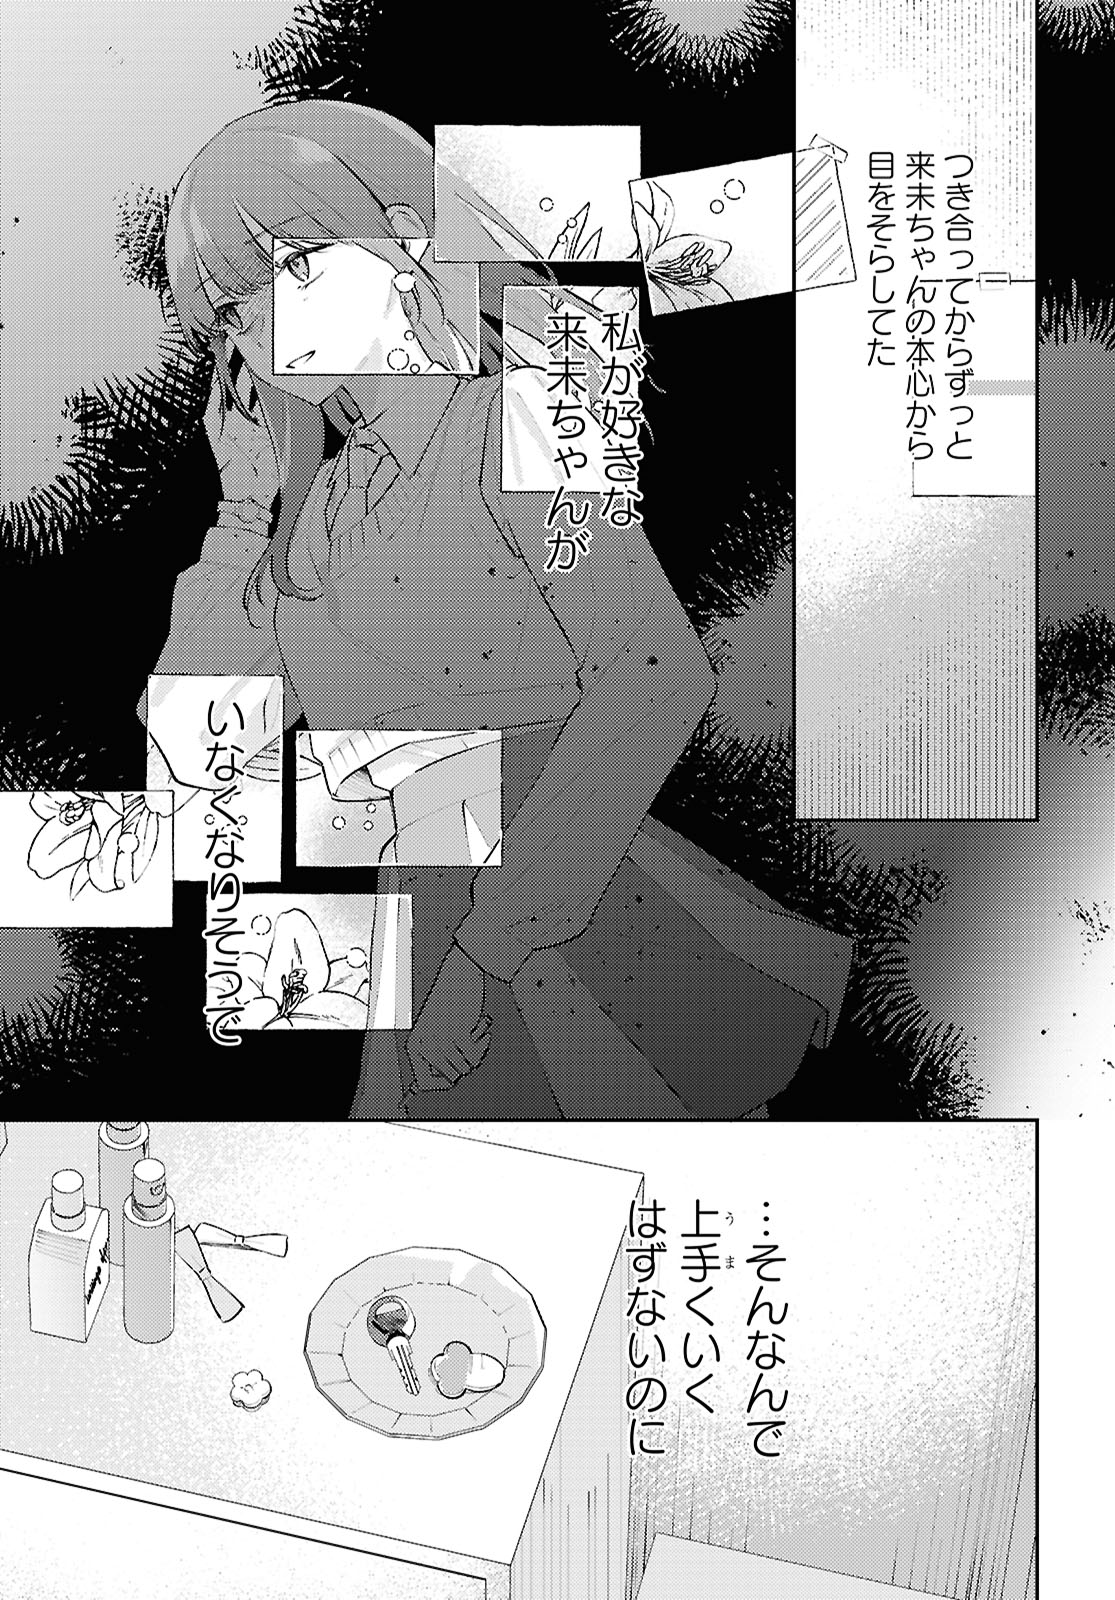 つき合ってからずっと
来未ちゃんの本心から
目をそらしてた
私が好きな
来未ちゃんが
いなくなりそうで
…そんなんで
上手くいく
うま
はずないのに